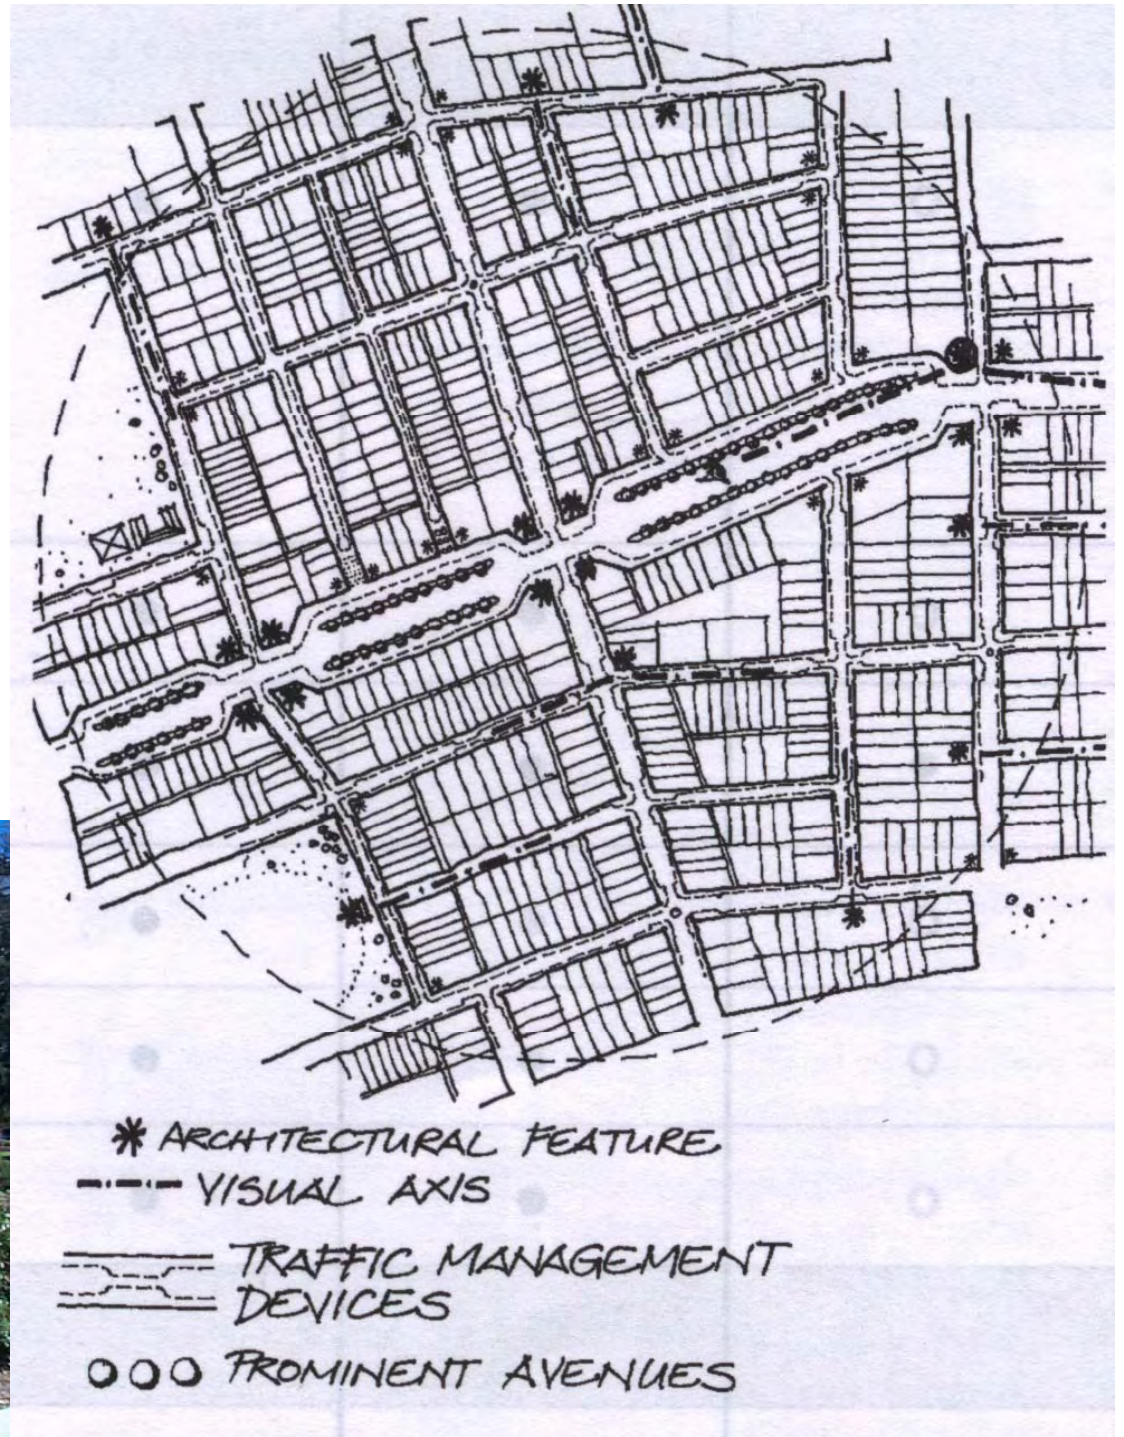 ARCHITECTURAL FEATURE
VISUAL AXIS
TRAFFIC MANAGEMENT
DEVICES
PROMINENT AVENUES